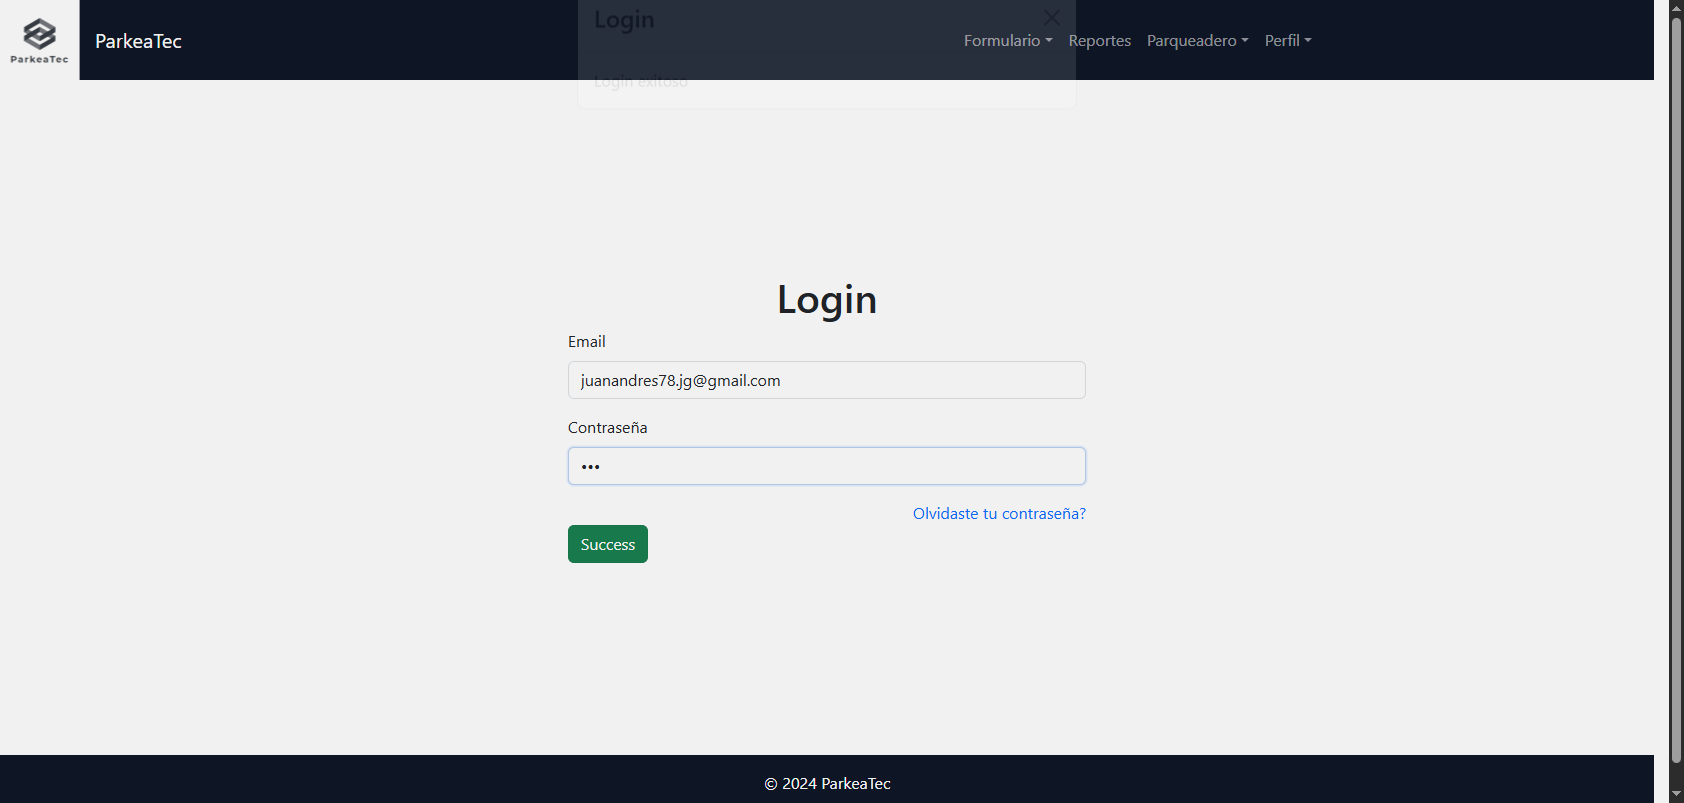 ParkeaTec
ParkeaTec
Login
Formulario Reportes Parqueadero Perfil
Login exitoso
Login
Email
juanandres78.jg@gmail.com
Contraseña
•••
Olvidaste tu contraseña?
Success
© 2024 ParkeaTec